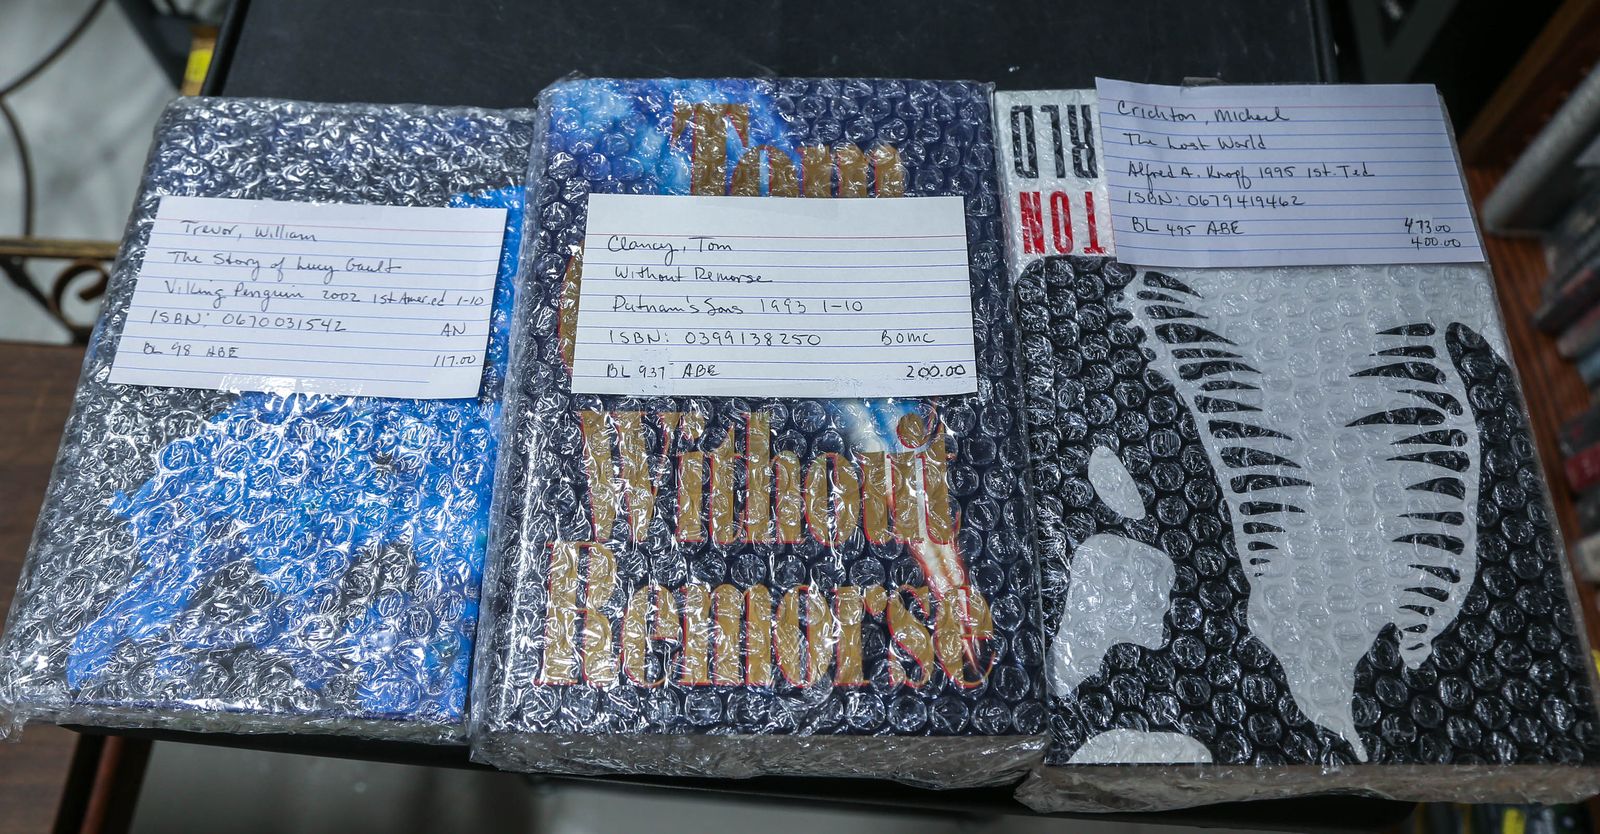 Trevor, William
The Story of Lucy Gault
Viking Penguin 2002 1st Amer.ed 1-10
ISBN: 0670031542 AN
BL 98 ABE 117.00
Tom
Clancy, Tom
Without Remorse
Putnam's Sons 1993 1-10
ISBN: 0399138250 BOMC
BL 937 ABE 200.00
Without
Remorse
RLD
TON
Crichton, Micheal
The Lost World
Alfred A. Knopf 1995 1st. Ted
ISBN: 0679419462
BL 495 ABE 473.00
400.00